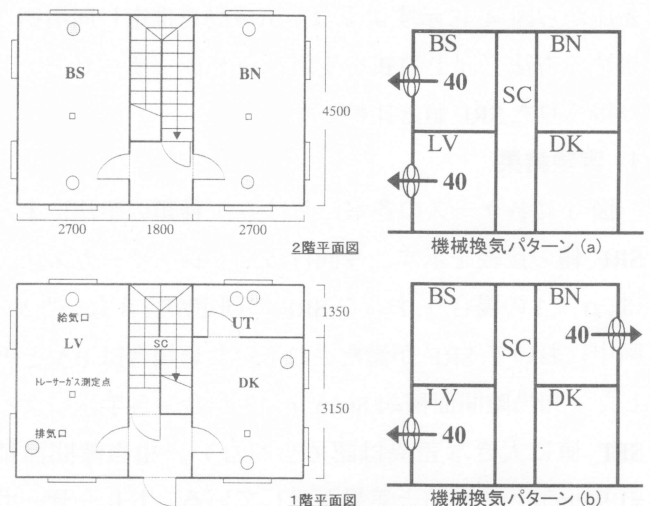 BS
BN
4500
2700
1800
2700
2階平面図
給気口
LV
トレーサーガス測定点
排気口
SC
UT
DK
1350
3150
1階平面図
BS
BN
40
SC
LV
DK
40
機械換気パターン(a)
BS
BN
40
SC
LV
DK
40
機械換気パターン(b)